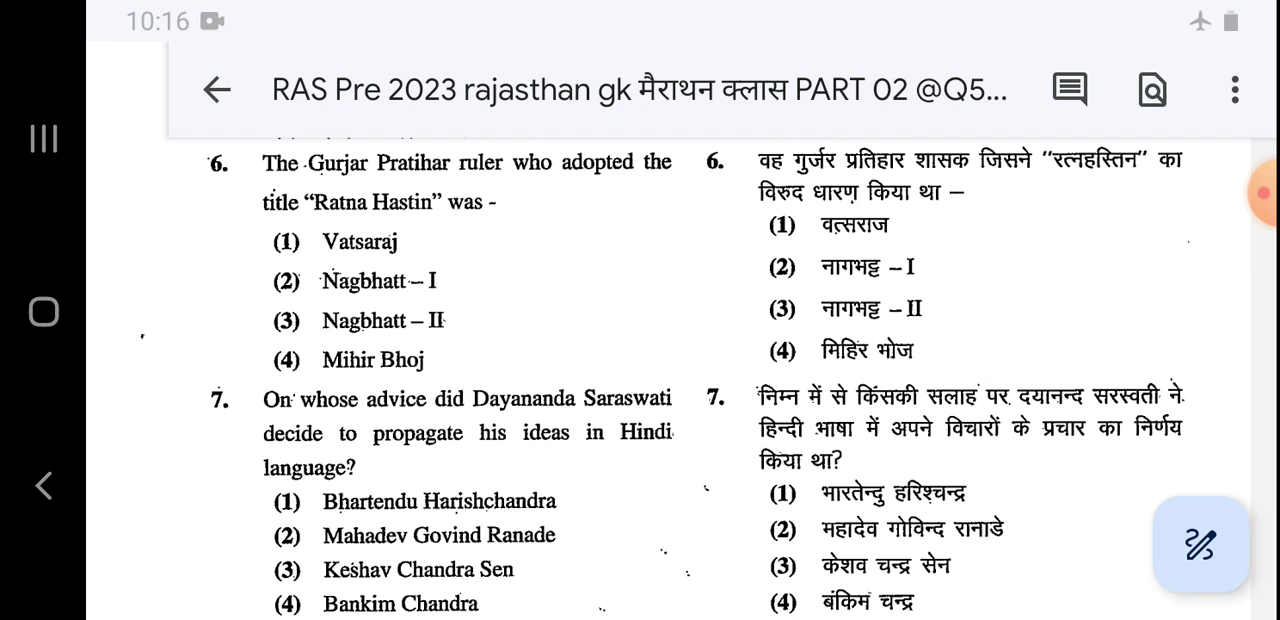 10:16
RAS Pre 2023 rajasthan gk मैराथन क्लास PART 02 @Q5...
6. The Gurjar Pratihar ruler who adopted the
title “Ratna Hastin” was -
(1) Vatsaraj
(2) Nagbhatt – I
(3) Nagbhatt – II
(4) Mihir Bhoj
7. On whose advice did Dayananda Saraswati
decide to propagate his ideas in Hindi
language?
(1) Bhartendu Harishchandra
(2) Mahadev Govind Ranade
(3) Keshav Chandra Sen
(4) Bankim Chandra
6. वह गुर्जर प्रतिहार शासक जिसने ”रत्नहस्तिन” का
विरुद धारण किया था –
(1) वत्सराज
(2) नागभट्ट – I
(3) नागभट्ट – II
(4) मिहिर भोज
7. निम्न में से किसकी सलाह पर दयानन्द सरस्वती ने
हिन्दी भाषा में अपने विचारों के प्रचार का निर्णय
किया था?
(1) भारतेन्दु हरिश्चन्द्र
(2) महादेव गोविन्द रानाडे
(3) केशव चन्द्र सेन
(4) बंकिम चन्द्र